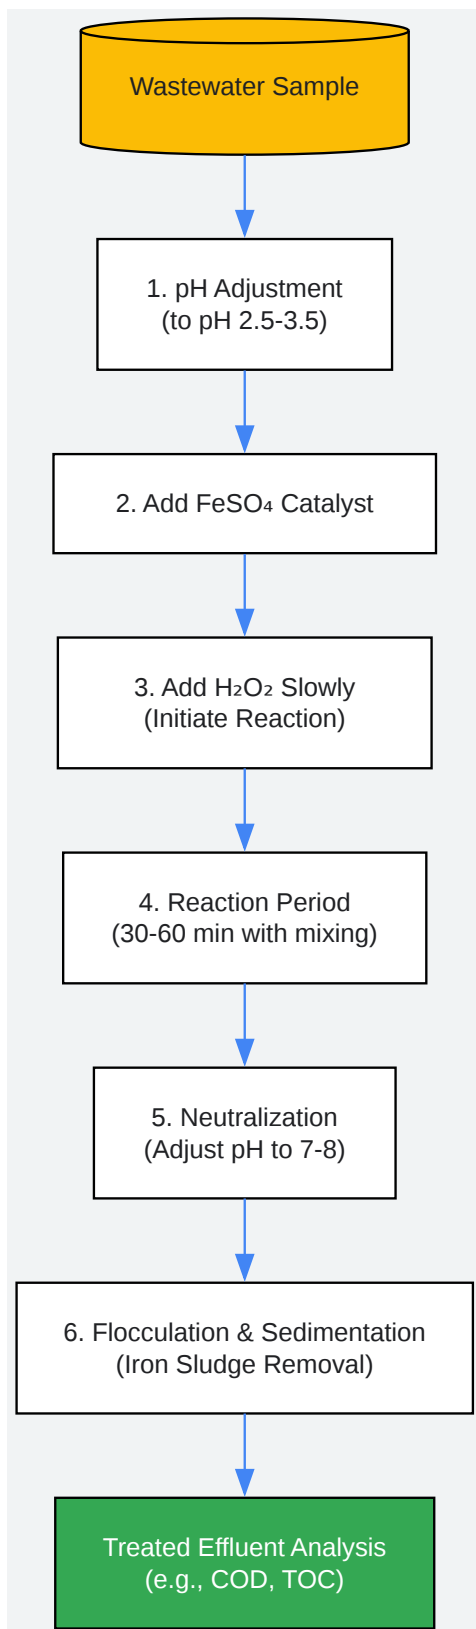 Wastewater Sample
1. pH Adjustment
(to pH 2.5-3.5)
2. Add FeSO₄ Catalyst
3. Add H₂O₂ Slowly
(Initiate Reaction)
4. Reaction Period
(30-60 min with mixing)
5. Neutralization
(Adjust pH to 7-8)
6. Flocculation & Sedimentation
(Iron Sludge Removal)
Treated Effluent Analysis
(e.g., COD, TOC)